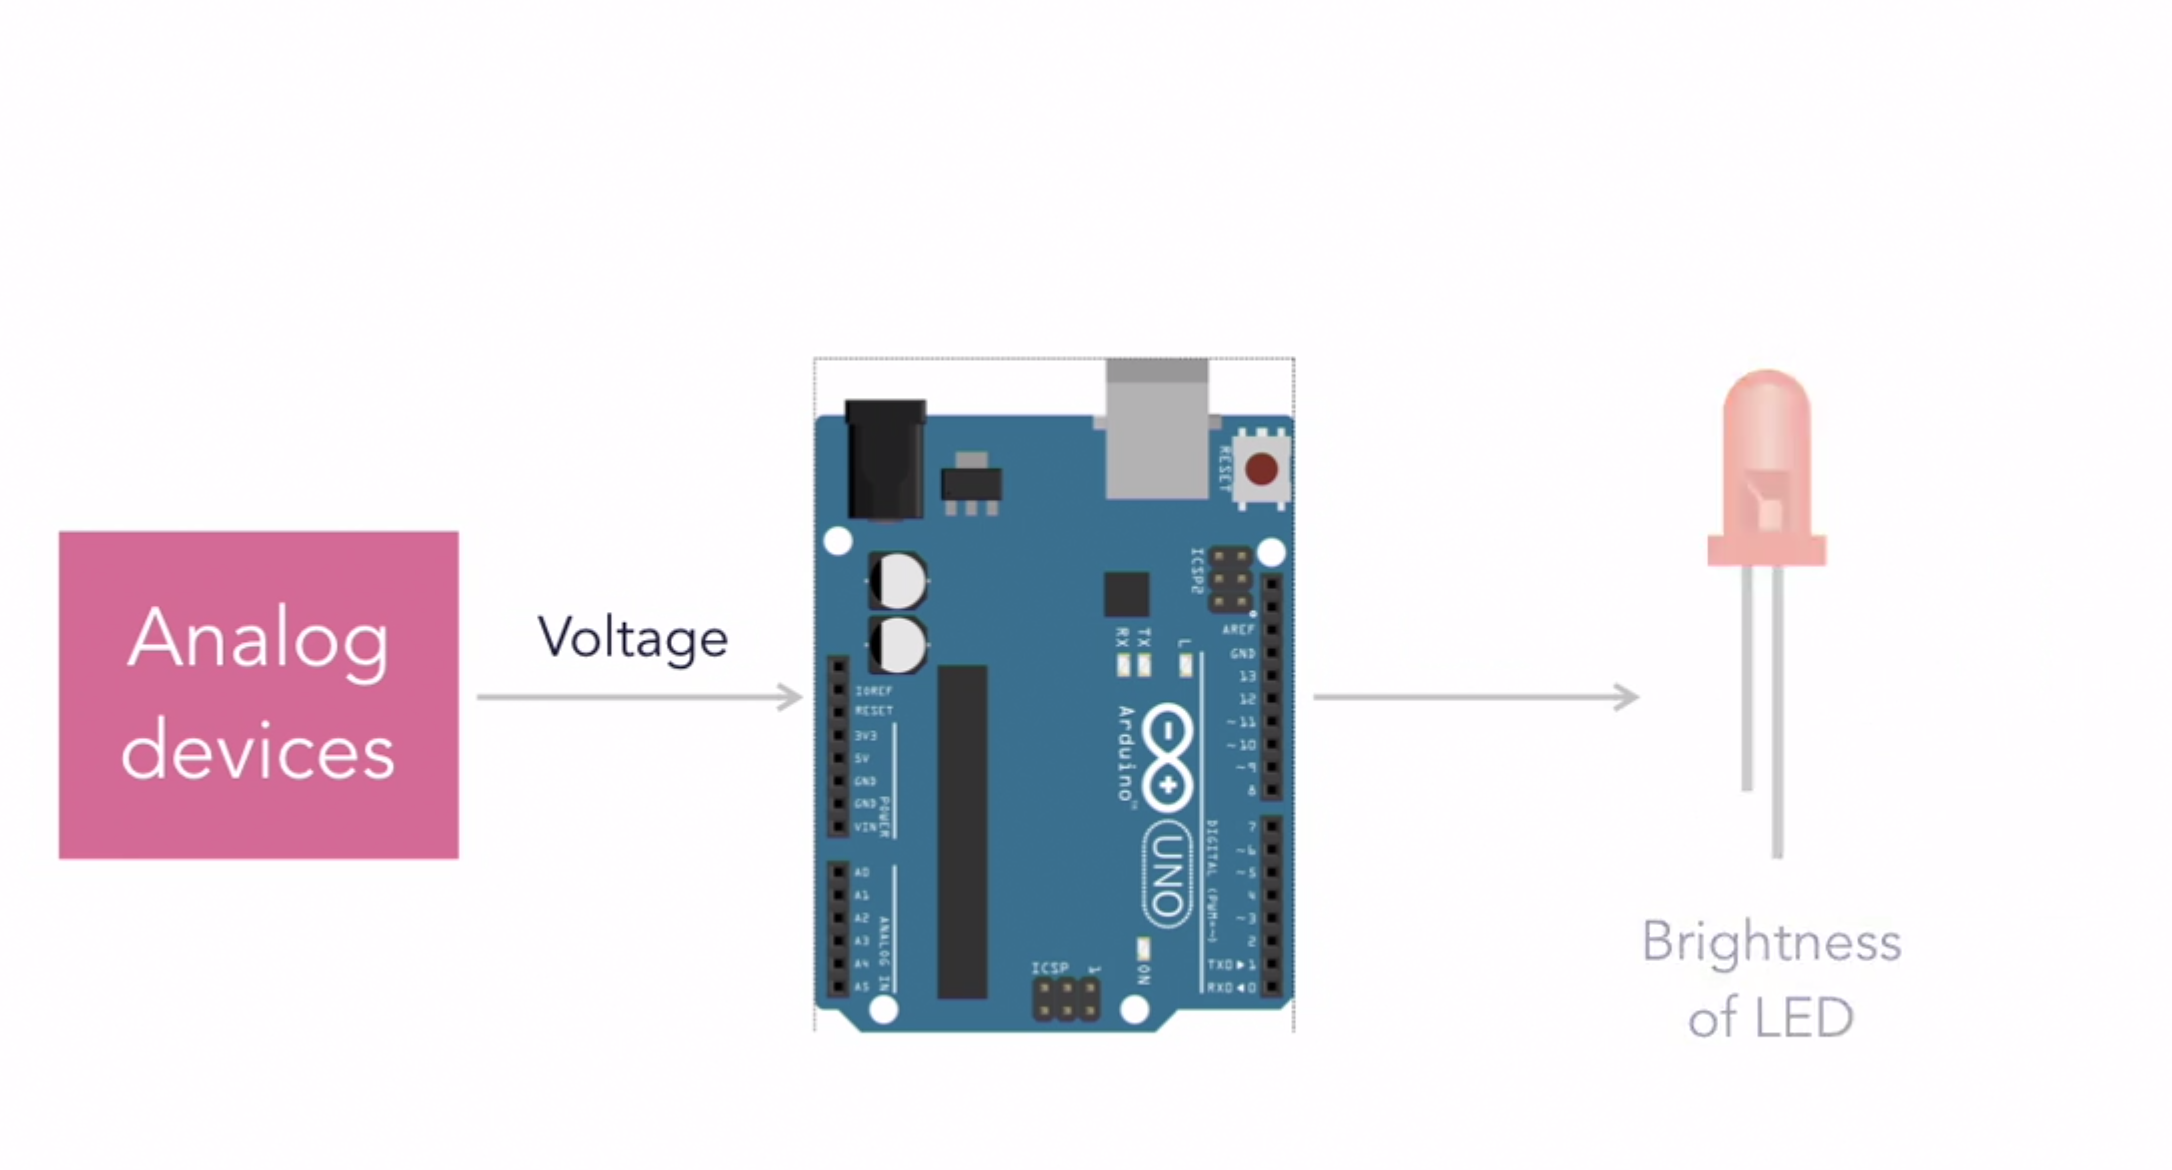 Analog
devices
Voltage
RESET
ICSP2
AREF
GND
13
12
~11
~10
~9
8
RX
TX
L
IOREF
RESET
3V3
5V
GND
GND
VIN
POWER
Arduino™
UNO
A0
A1
A2
A3
A4
A5
ANALOG IN
DIGITAL (PWM=~)
7
~6
~5
4
~3
2
TX0▶1
RX0◀0
ON
ICSP
1
Brightness
of LED